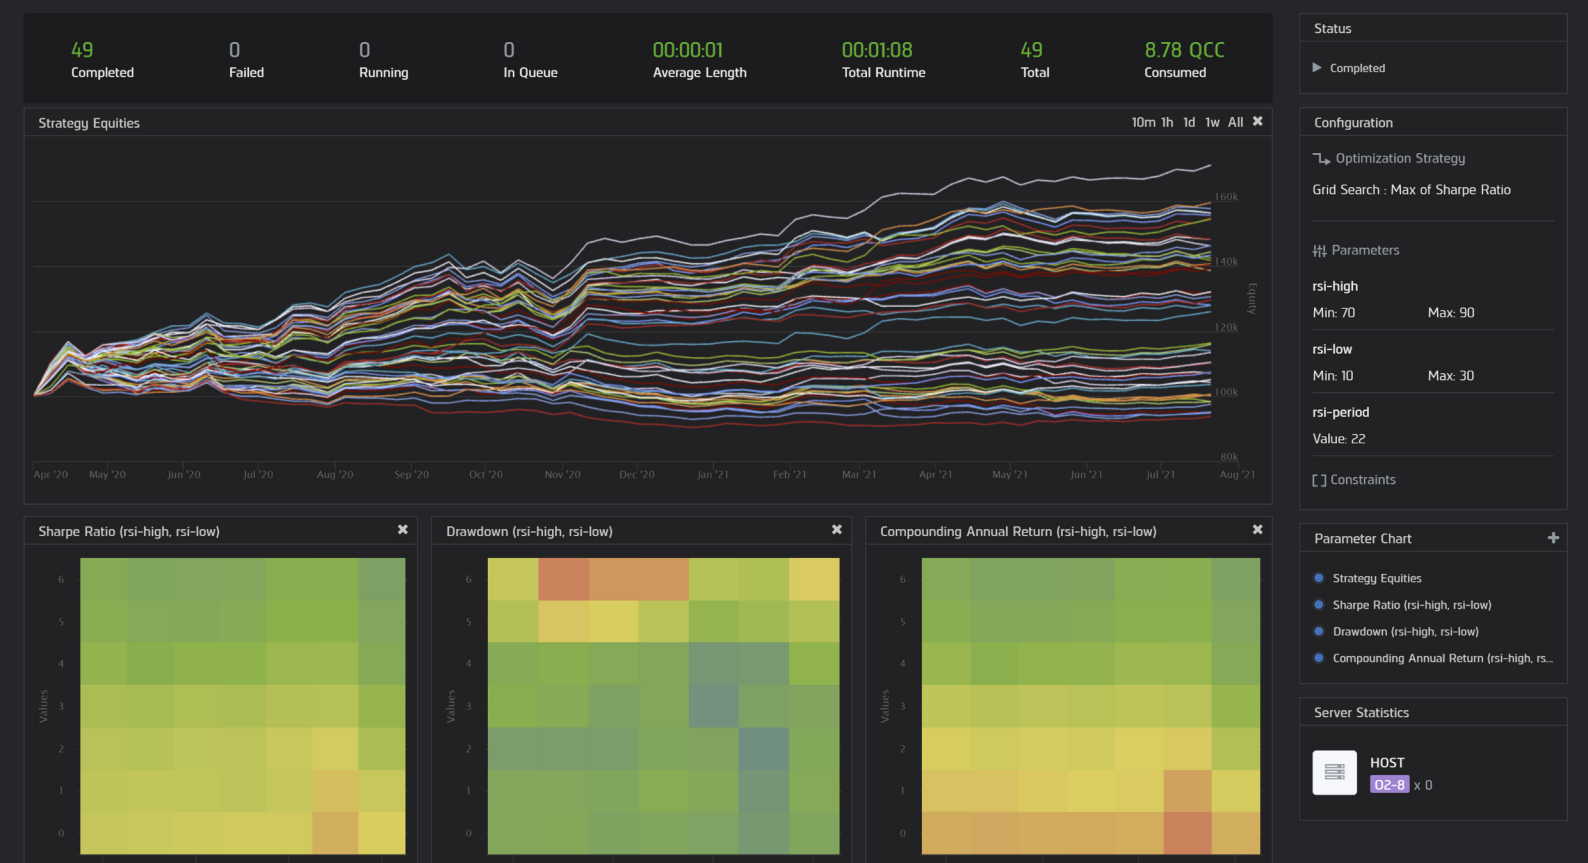 49 0 0 0 00:00:01 00:01:08 49 8.78 QCC
Completed Failed Running In Queue Average Length Total Runtime Total Consumed
Strategy Equities
10m 1h 1d 1w All ✖
160k
140k
120k
100k
80k
Equity
Apr '20 May '20 Jun '20 Jul '20 Aug '20 Sep '20 Oct '20 Nov '20 Dec '20 Jan '21 Feb '21 Mar '21 Apr '21 May '21 Jun '21 Jul '21 Aug '21
Sharpe Ratio (rsi-high, rsi-low) ✖
6
5
4
3
2
1
0
Values
Drawdown (rsi-high, rsi-low) ✖
6
5
4
3
2
1
0
Values
Compounding Annual Return (rsi-high, rsi-low) ✖
6
5
4
3
2
1
0
Values
Status
Completed
Configuration
Optimization Strategy
Grid Search : Max of Sharpe Ratio
Parameters
rsi-high
Min: 70 Max: 90
rsi-low
Min: 10 Max: 30
rsi-period
Value: 22
[ ] Constraints
Parameter Chart +
Strategy Equities
Sharpe Ratio (rsi-high, rsi-low)
Drawdown (rsi-high, rsi-low)
Compounding Annual Return (rsi-high, rs...
Server Statistics
HOST
O2-8 x 0